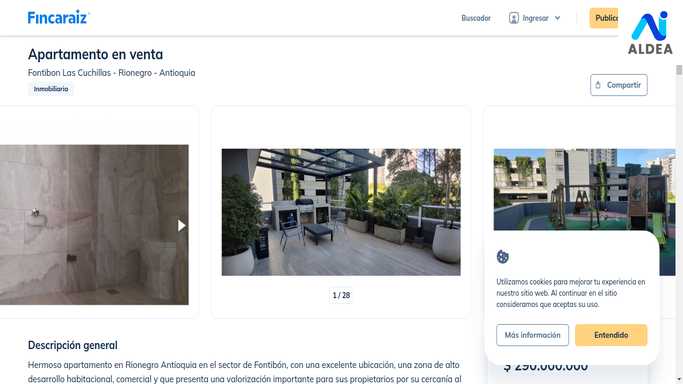 Fincaraiz
Buscador
Ingresar
Public
ALDEA
Apartamento en venta
Fontibon Las Cuchillas - Rionegro - Antioquia
Inmobiliario
Compartir
1 / 28
Utilizamos cookies para mejorar tu experiencia en
nuestro sitio web. Al continuar en el sitio
consideramos que aceptas su uso.
Más información
Entendido
Descripción general
Hermoso apartamento en Rionegro Antioquia en el sector de Fontibón, con una excelente ubicación, una zona de alto
desarrollo habitacional, comercial y que presenta una valorización importante para sus propietarios por su cercanía al
$ 290.000.000